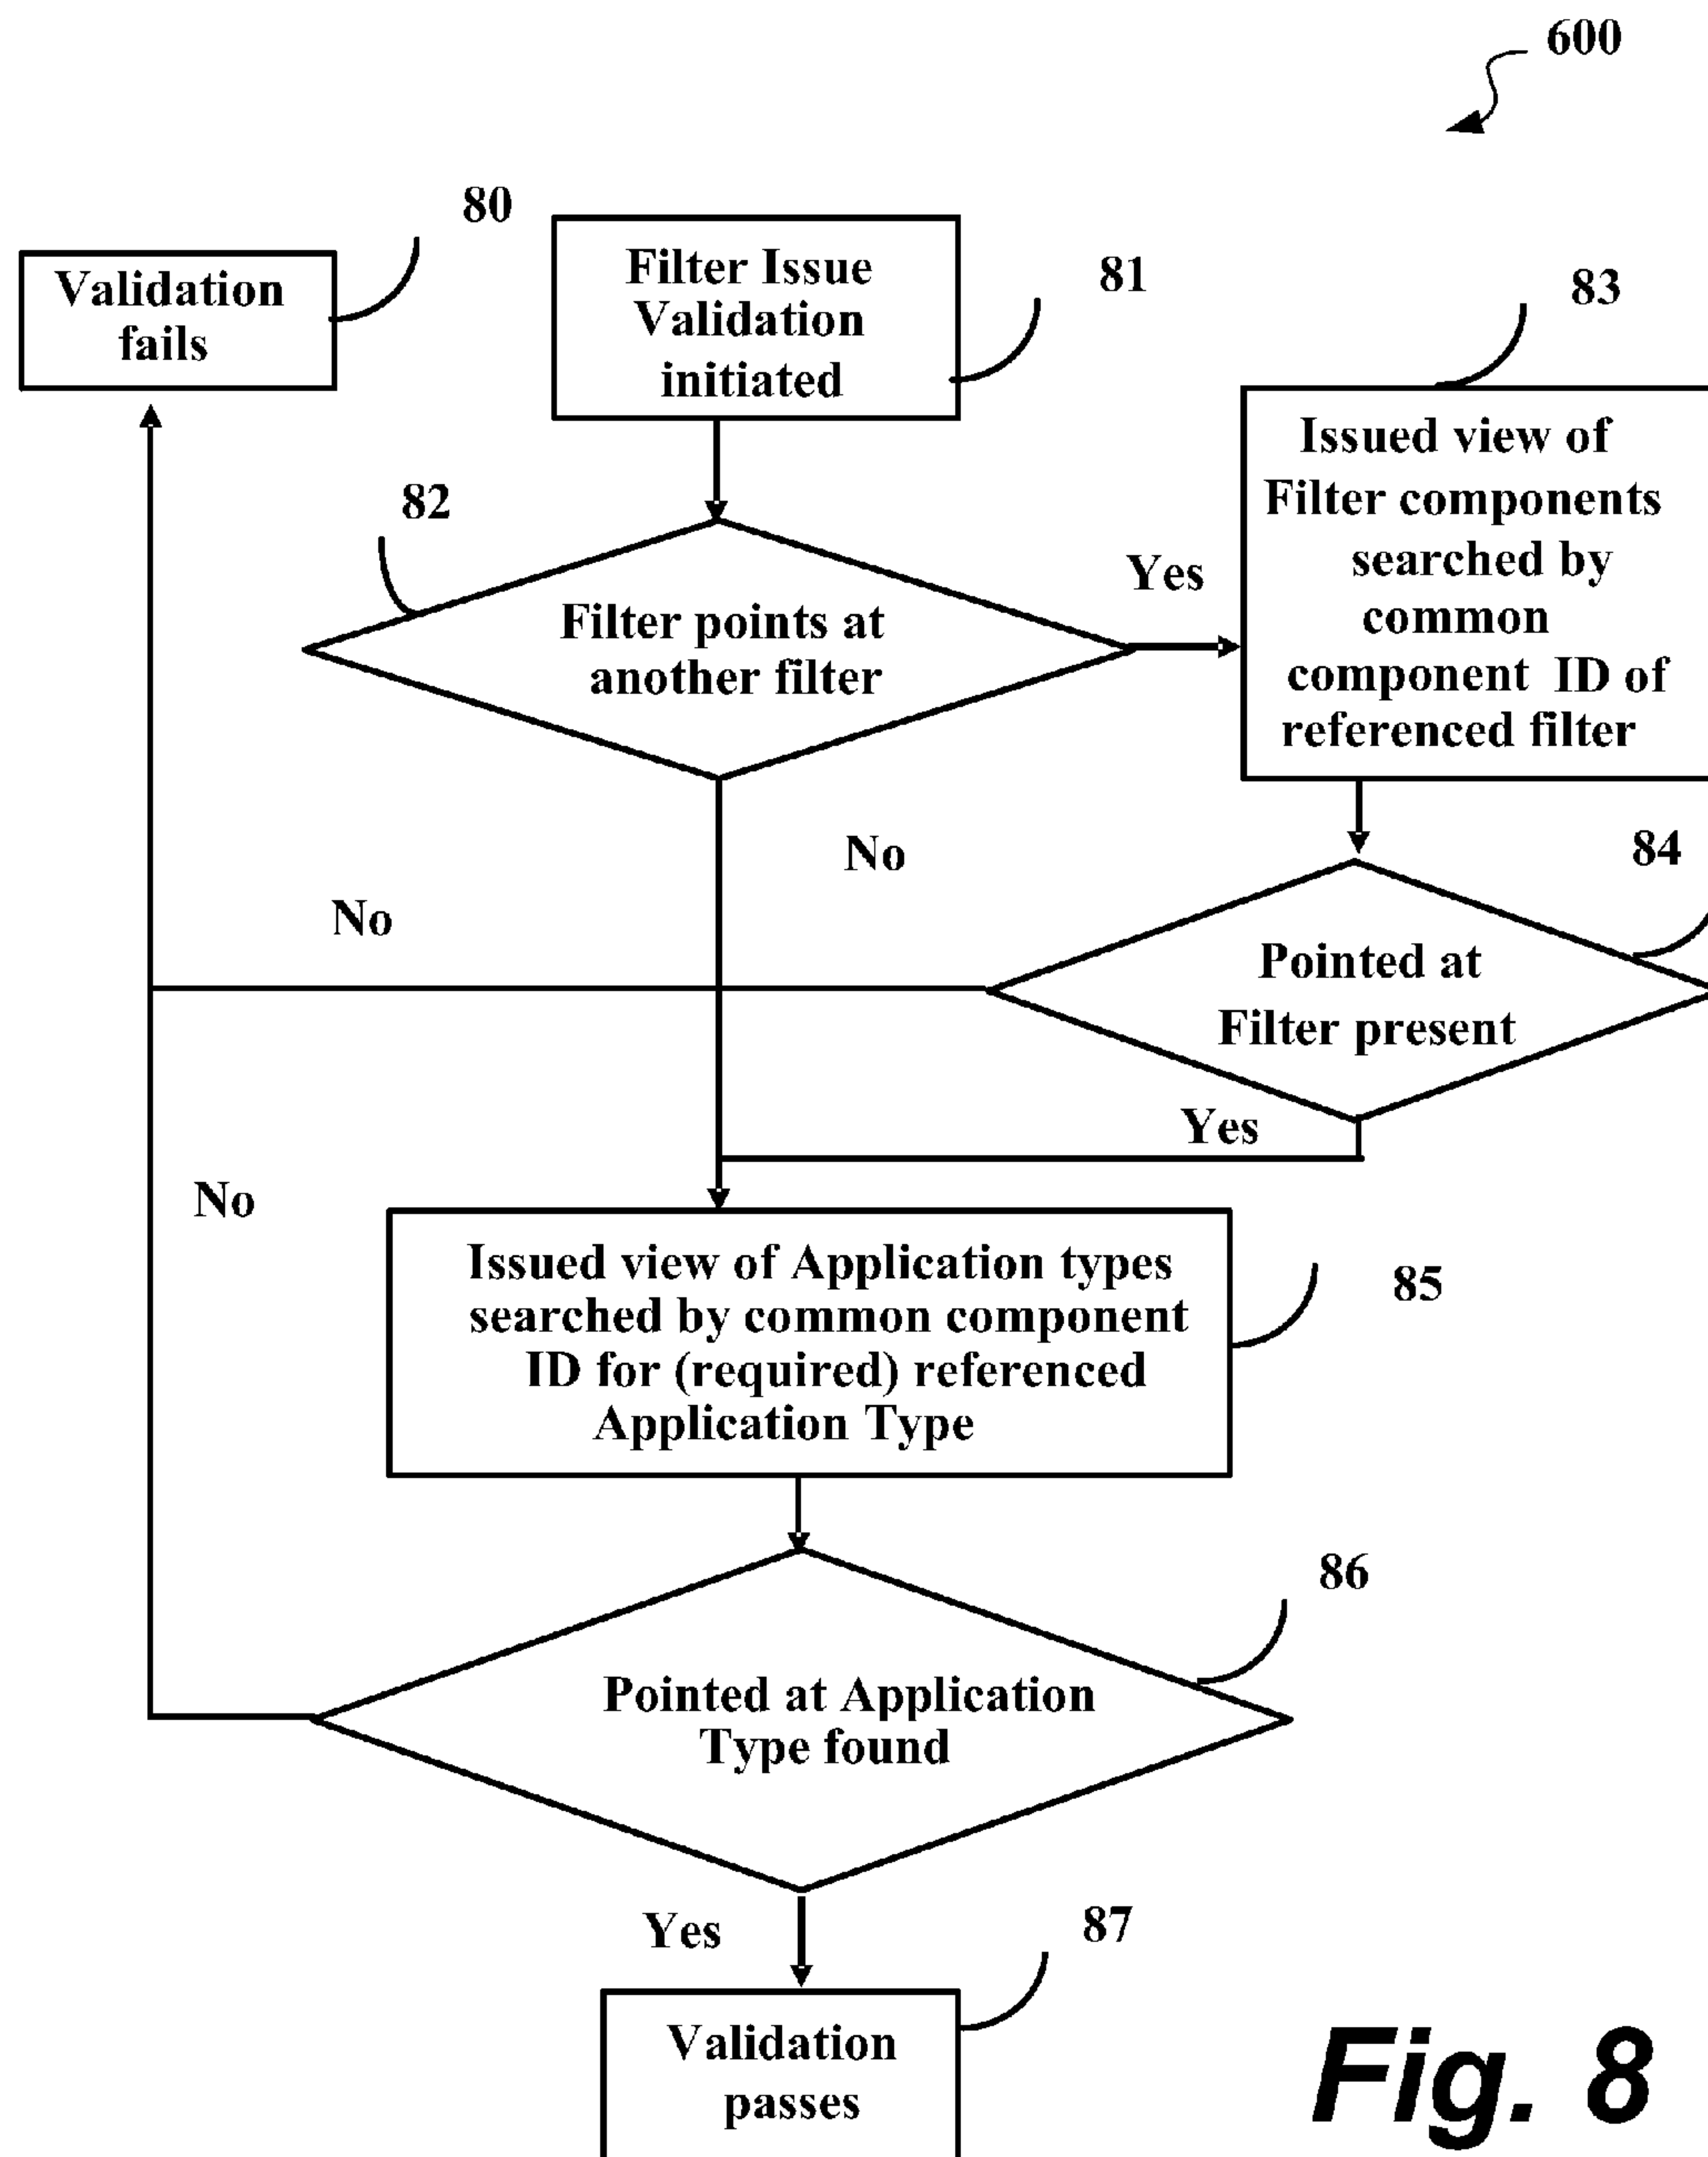 600
80
Validation
fails
Filter Issue
Validation
initiated
81
83
Issued view of
Filter components
searched by
common
component ID of
referenced filter
82
Filter points at
another filter
Yes
No
84
Pointed at
Filter present
No
Yes
No
Issued view of Application types
searched by common component
ID for (required) referenced
Application Type
85
86
Pointed at Application
Type found
Yes
87
Validation
passes
Fig. 8